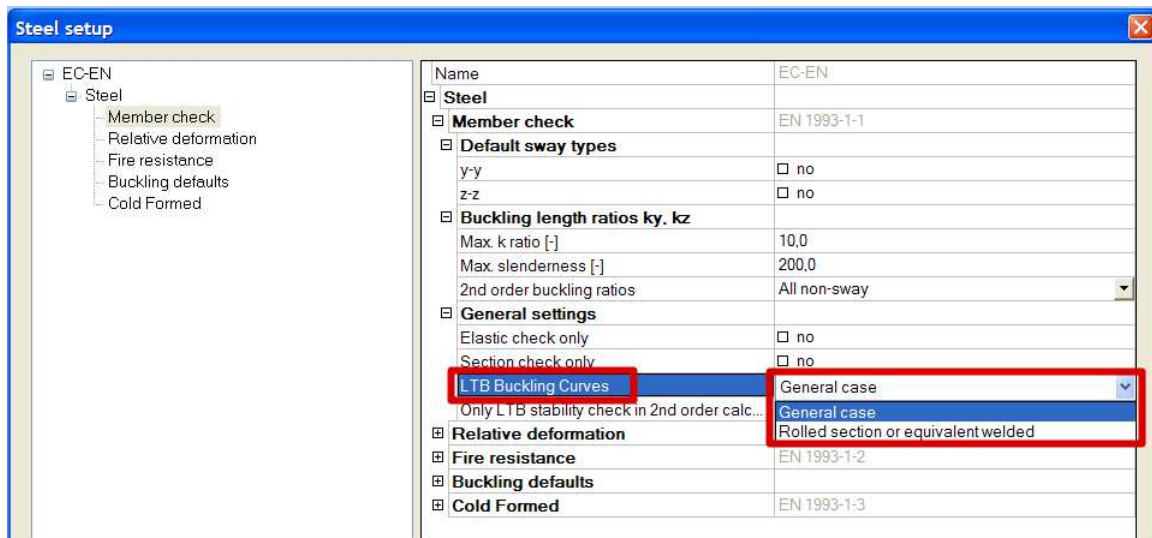 Steel setup
EC-EN
Steel
Member check
Relative deformation
Fire resistance
Buckling defaults
Cold Formed
Name EC-EN
Steel
Member check EN 1993-1-1
Default sway types
y-y no
z-z no
Buckling length ratios ky, kz
Max. k ratio [-] 10,0
Max. slenderness [-] 200,0
2nd order buckling ratios All non-sway
General settings
Elastic check only no
Section check only no
LTB Buckling Curves General case
Only LTB stability check in 2nd order calc... General case
Rolled section or equivalent welded
Relative deformation
Fire resistance EN 1993-1-2
Buckling defaults
Cold Formed EN 1993-1-3